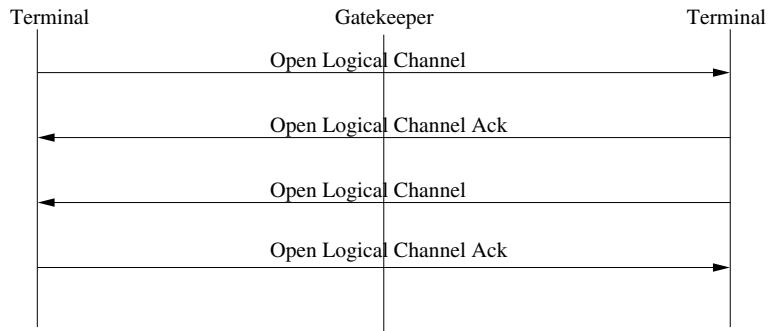 Terminal
Gatekeeper
Terminal
Open Logical Channel
Open Logical Channel Ack
Open Logical Channel
Open Logical Channel Ack